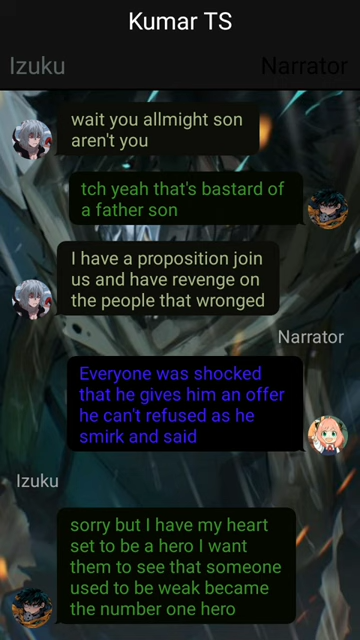 Kumar TS
Izuku
Narrator
wait you allmight son
aren't you
tch yeah that's bastard of
a father son
I have a proposition join
us and have revenge on
the people that wronged
Narrator
Everyone was shocked
that he gives him an offer
he can't refused as he
smirk and said
Izuku
sorry but I have my heart
set to be a hero I want
them to see that someone
used to be weak became
the number one hero